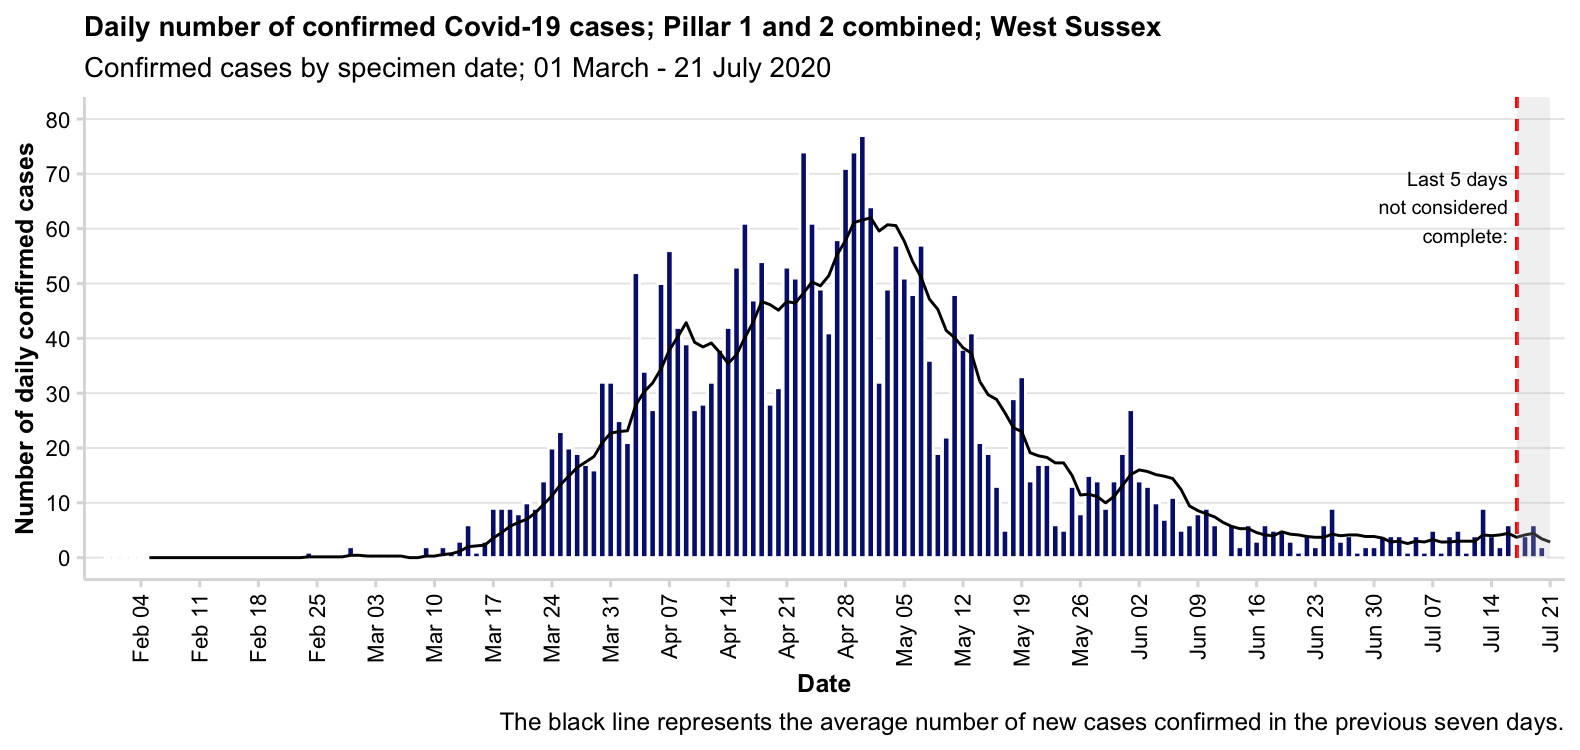 Daily number of confirmed Covid-19 cases; Pillar 1 and 2 combined; West Sussex
Confirmed cases by specimen date; 01 March - 21 July 2020
Number of daily confirmed cases
80
70
60
50
40
30
20
10
0
Last 5 days
not considered
complete:
Feb 04
Feb 11
Feb 18
Feb 25
Mar 03
Mar 10
Mar 17
Mar 24
Mar 31
Apr 07
Apr 14
Apr 21
Apr 28
May 05
May 12
May 19
May 26
Jun 02
Jun 09
Jun 16
Jun 23
Jun 30
Jul 07
Jul 14
Jul 21
Date
The black line represents the average number of new cases confirmed in the previous seven days.